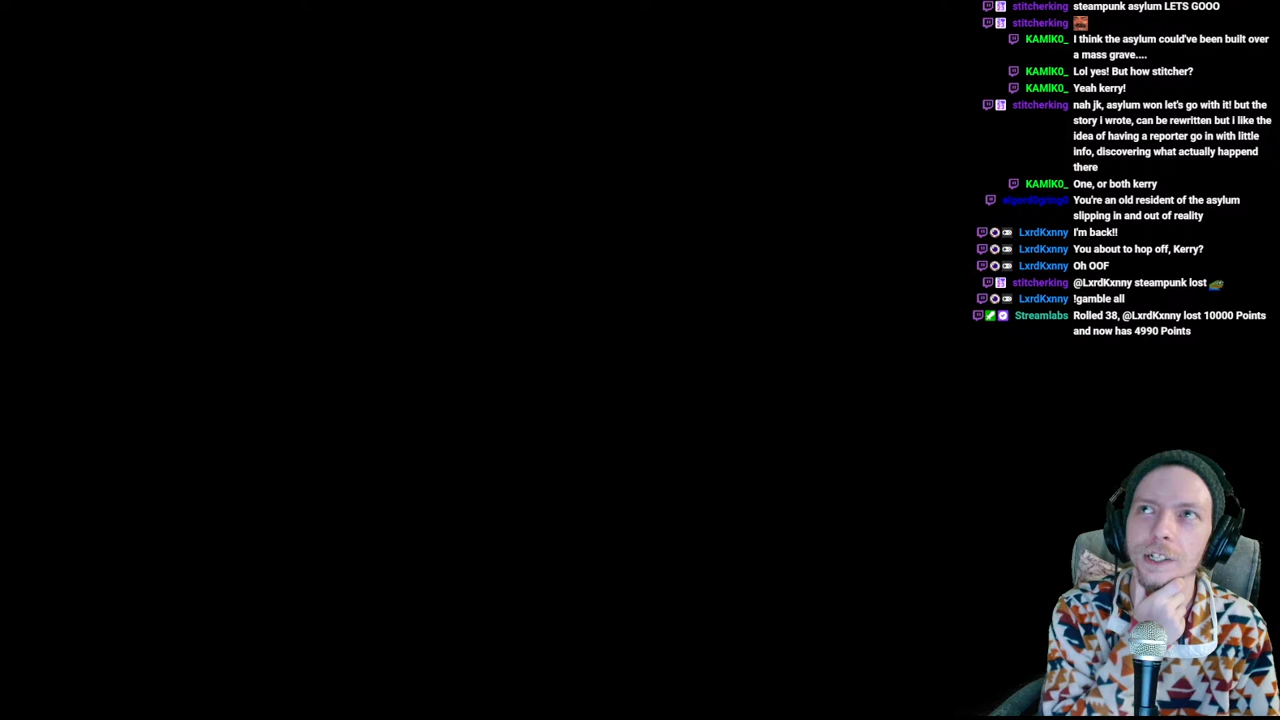 stitcherking steampunk asylum LETS GOOO
stitcherking
KAMIK0_ I think the asylum could've been built over
a mass grave....
KAMIK0_ Lol yes! But how stitcher?
KAMIK0_ Yeah kerry!
stitcherking nah jk, asylum won let's go with it! but the
story i wrote, can be rewritten but i like the
idea of having a reporter go in with little
info, discovering what actually happend
there
KAMIK0_ One, or both kerry
You're an old resident of the asylum
slipping in and out of reality
LxrdKxnny I'm back!!
LxrdKxnny You about to hop off, Kerry?
LxrdKxnny Oh OOF
stitcherking @LxrdKxnny steampunk lost
LxrdKxnny !gamble all
Streamlabs Rolled 38, @LxrdKxnny lost 10000 Points
and now has 4990 Points